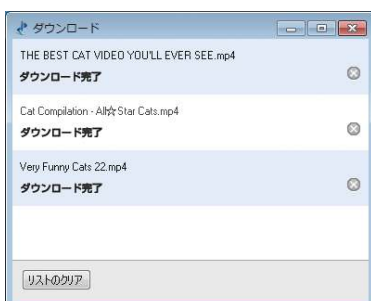 ダウンロード
THE BEST CAT VIDEO YOU'LL EVER SEE.mp4
ダウンロード完了
Cat Compilation - All☆Star Cats.mp4
ダウンロード完了
Very Funny Cats 22.mp4
ダウンロード完了
リストのクリア